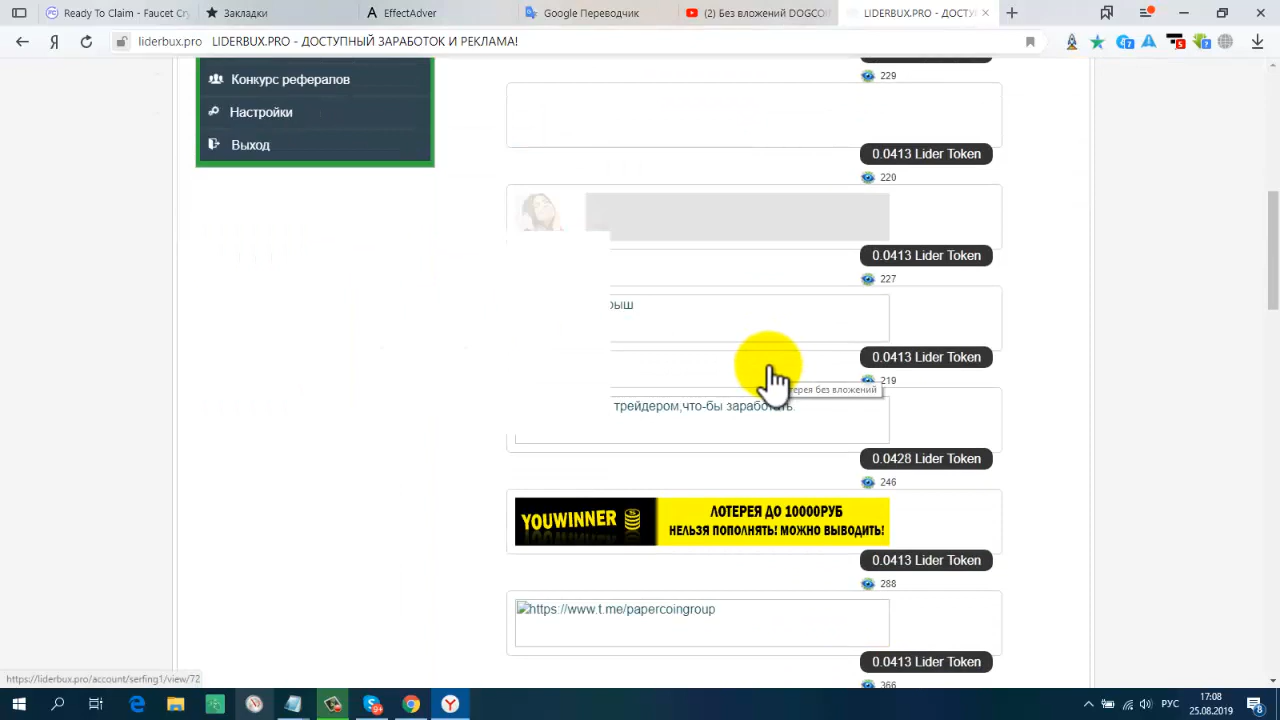 Ready To Claim - Faucet Cry
Закладки
EffectAdver
Google Переводчик
(2) Без вложений DOGCOI
LIDERBUX.PRO - ДОСТУ
liderbux.pro
LIDERBUX.PRO - ДОСТУПНЫЙ ЗАРАБОТОК И РЕКЛАМА!
Конкурс рефералов
Настройки
Выход
229
0.0413 Lider Token
220
0.0413 Lider Token
227
рыш
0.0413 Lider Token
219
терея без вложений
трейдером,что-бы заработать.
0.0428 Lider Token
246
YOUWINNER
ЛОТЕРЕЯ ДО 10000РУБ
НЕЛЬЗЯ ПОПОЛНЯТЬ! МОЖНО ВЫВОДИТЬ!
0.0413 Lider Token
288
https://www.t.me/papercoingroup
0.0413 Lider Token
366
https://liderbux.pro/account/serfing1/view/72
РУС
17:08
25.08.2019